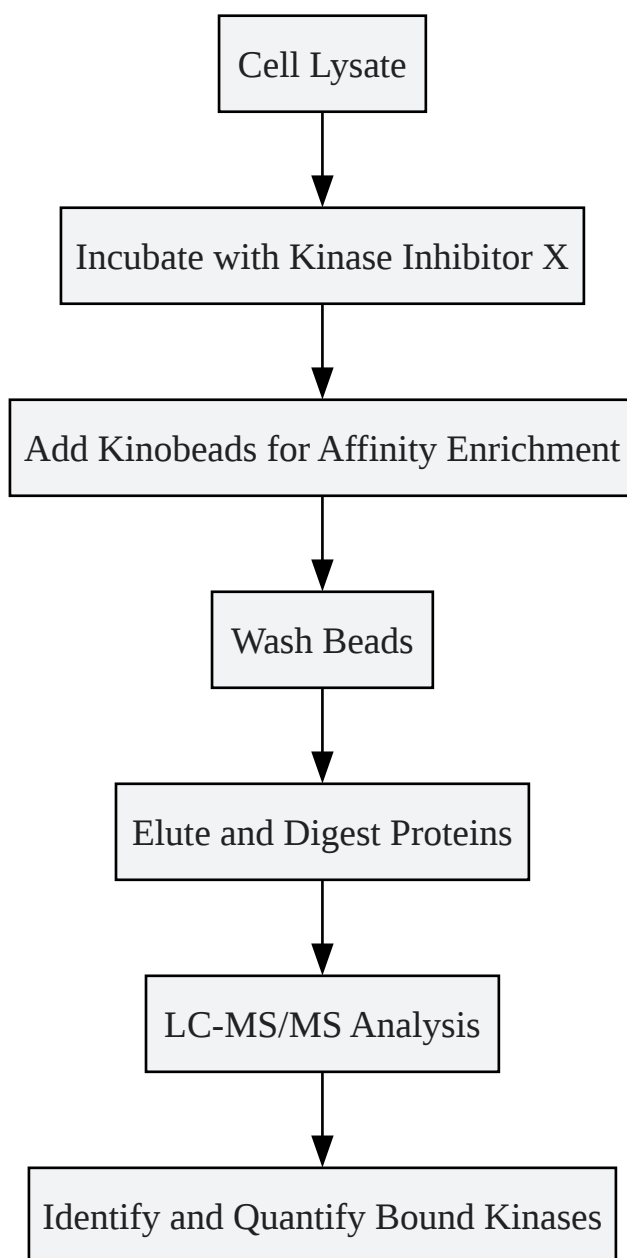 Cell Lysate
Incubate with Kinase Inhibitor X
Add Kinobeads for Affinity Enrichment
Wash Beads
Elute and Digest Proteins
LC-MS/MS Analysis
Identify and Quantify Bound Kinases